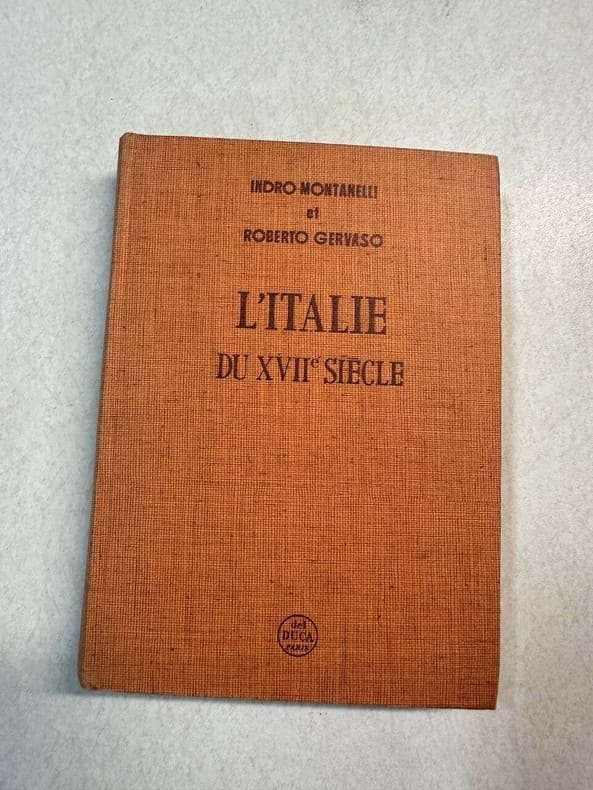 INDRO MONTANELLI
et
ROBERTO GERVASO
L'ITALIE
DU XVIIe SIÈCLE
del
DUCA
PARIS